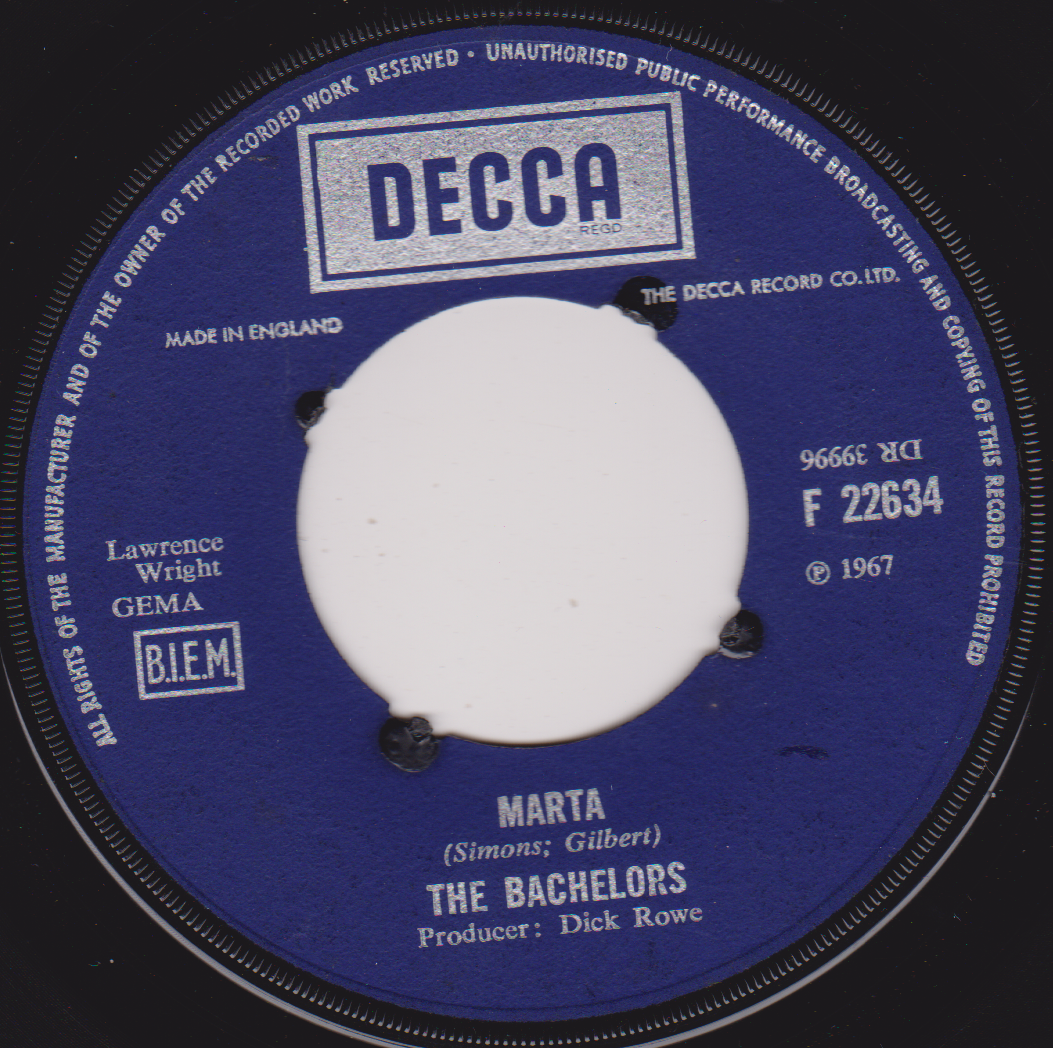 ALL RIGHTS OF THE MANUFACTURER AND OF THE OWNER OF THE RECORDED WORK RESERVED · UNAUTHORISED PUBLIC PERFORMANCE BROADCASTING AND COPYING OF THIS RECORD PROHIBITED
DECCA
REGD
THE DECCA RECORD CO. LTD.
MADE IN ENGLAND
DR 39996
F 22634
Ⓟ 1967
Lawrence
Wright
GEMA
B.I.E.M.
MARTA
(Simons; Gilbert)
THE BACHELORS
Producer: Dick Rowe